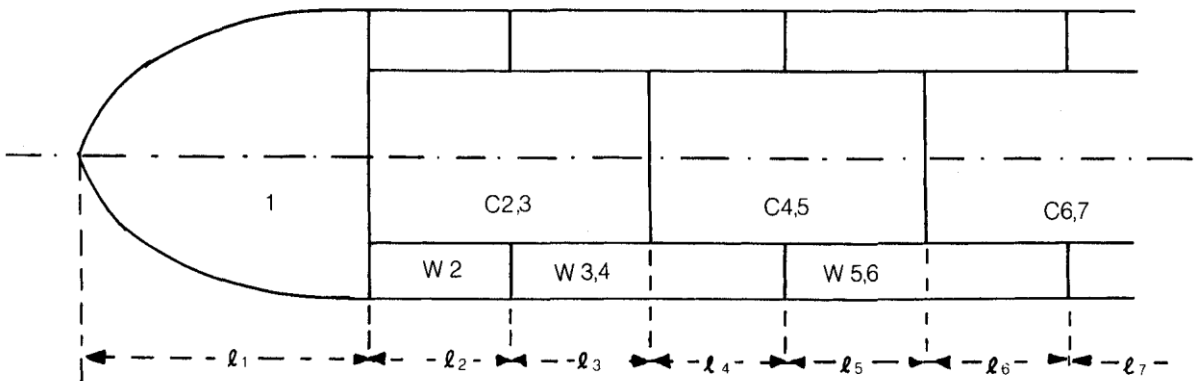 1 C2,3 C4,5 C6,7
W 2 W 3,4 W 5,6
ℓ1 ℓ2 ℓ3 ℓ4 ℓ5 ℓ6 ℓ7